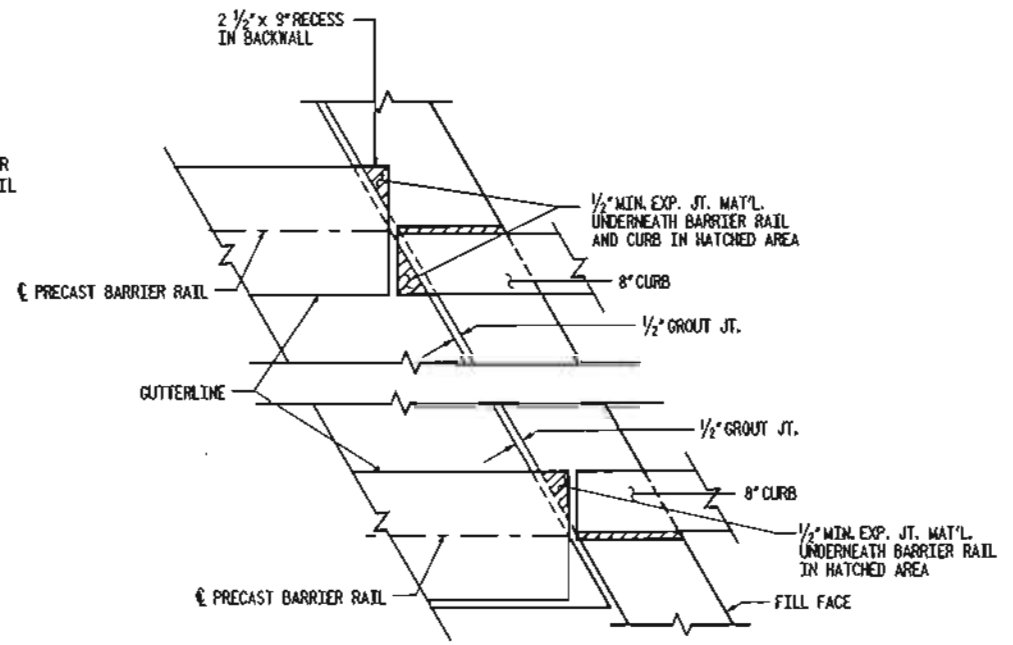 2 1/2" x 9" RECESS
IN BACKWALL
R
IL
1/2" MIN. EXP. JT. MAT'L.
UNDERNEATH BARRIER RAIL
AND CURB IN HATCHED AREA
℄ PRECAST BARRIER RAIL
8" CURB
1/2" GROUT JT.
GUTTERLINE
1/2" GROUT JT.
8" CURB
1/2" MIN. EXP. JT. MAT'L.
UNDERNEATH BARRIER RAIL
IN HATCHED AREA
℄ PRECAST BARRIER RAIL
FILL FACE